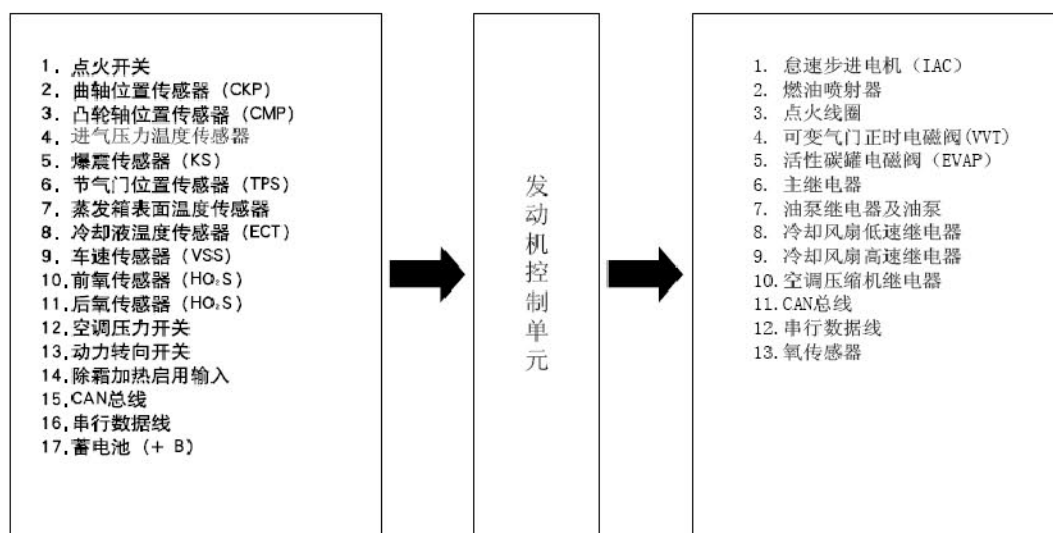 1. 点火开关
2. 曲轴位置传感器 (CKP)
3. 凸轮轴位置传感器 (CMP)
4. 进气压力温度传感器
5. 爆震传感器 (KS)
6. 节气门位置传感器 (TPS)
7. 蒸发箱表面温度传感器
8. 冷却液温度传感器 (ECT)
9. 车速传感器 (VSS)
10. 前氧传感器 (HO₂S)
11. 后氧传感器 (HO₂S)
12. 空调压力开关
13. 动力转向开关
14. 除霜加热启用输入
15. CAN总线
16. 串行数据线
17. 蓄电池 (+ B)
发动机控制单元
1. 怠速步进电机 (IAC)
2. 燃油喷射器
3. 点火线圈
4. 可变气门正时电磁阀(VVT)
5. 活性碳罐电磁阀 (EVAP)
6. 主继电器
7. 油泵继电器及油泵
8. 冷却风扇低速继电器
9. 冷却风扇高速继电器
10. 空调压缩机继电器
11. CAN总线
12. 串行数据线
13. 氧传感器